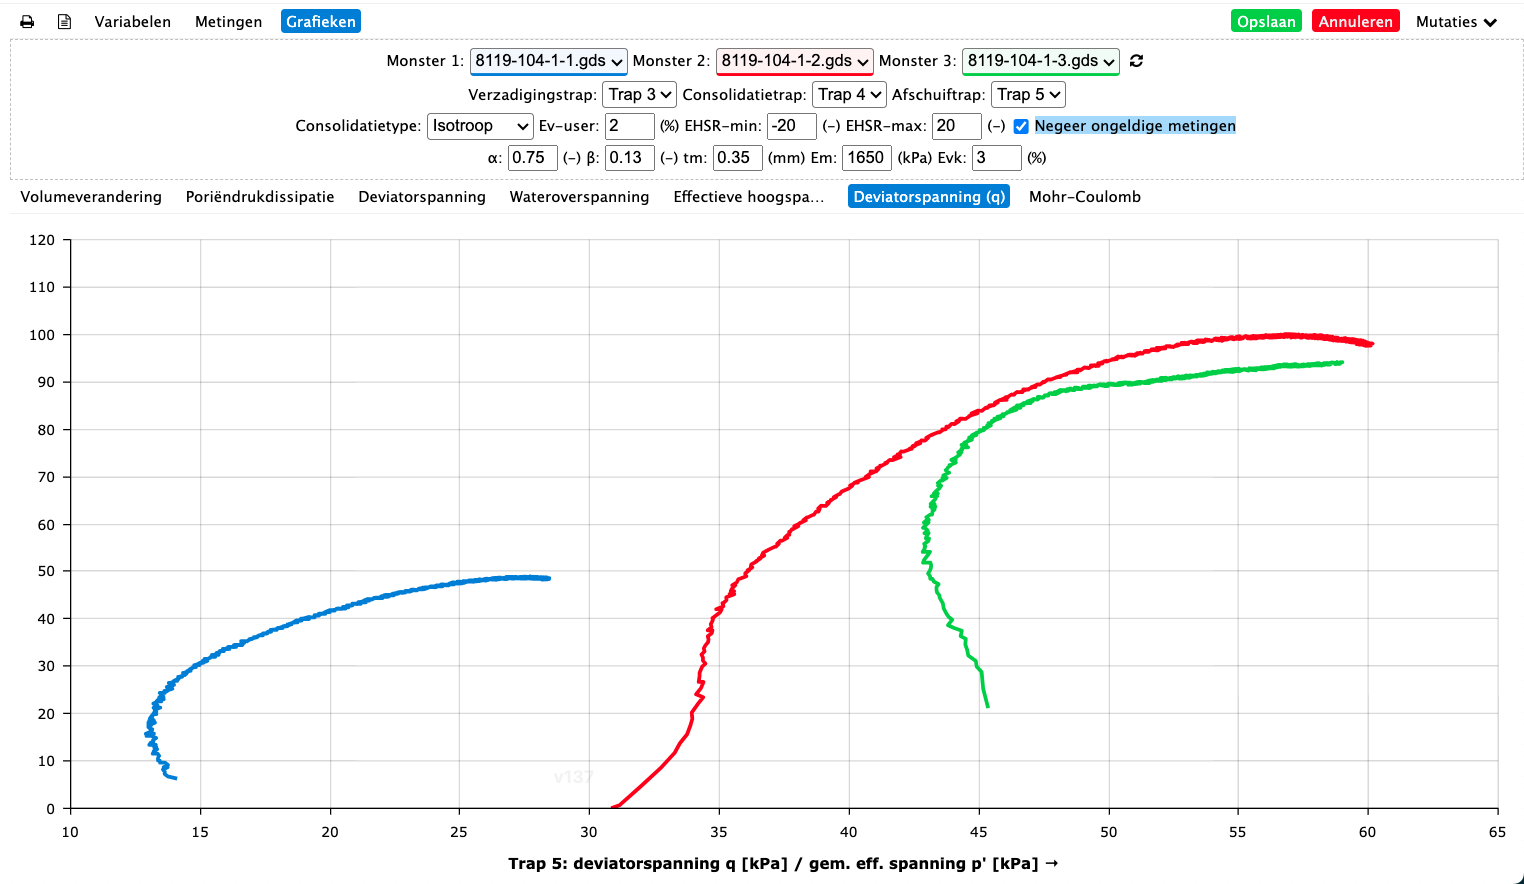 Variabelen Metingen Grafieken Opslaan Annuleren Mutaties
Monster 1: 8119-104-1-1.gds Monster 2: 8119-104-1-2.gds Monster 3: 8119-104-1-3.gds
Verzadigingstrap: Trap 3 Consolidatietrap: Trap 4 Afschuiftrap: Trap 5
Consolidatietype: Isotroop Ev-user: 2 (%) EHSR-min: -20 (-) EHSR-max: 20 (-) Negeer ongeldige metingen
α: 0.75 (-) β: 0.13 (-) tm: 0.35 (mm) Em: 1650 (kPa) Evk: 3 (%)
Volumeverandering Poriëndrukdissipatie Deviatorspanning Wateroverspanning Effectieve hoogspa... Deviatorspanning (q) Mohr-Coulomb
120
110
100
90
80
70
60
50
40
30
20
10
0
v137
10 15 20 25 30 35 40 45 50 55 60 65
Trap 5: deviatorspanning q [kPa] / gem. eff. spanning p' [kPa] →